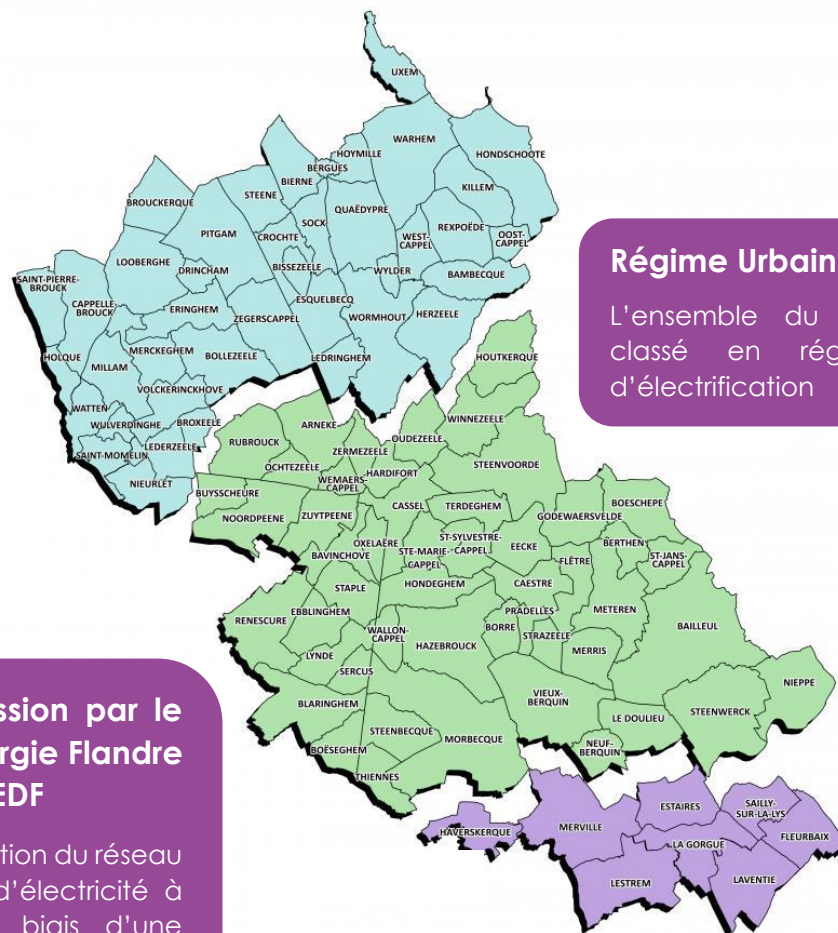 UXEM
WARHEM
HONDSCHOOTE
HOYMILLE
BERGUES
BIERNE
KILLEM
STEENE
BROUCKERQUE
QUAËDYPRE
SOCX
PITGAM
CROCHTE
WEST-
CAPPEL
REXPOËDE
OOST-
CAPPEL
LOOBERGHE
DRINCHAM
BISSEZEELE
WYLDER
BAMBECQUE
SAINT-PIERRE-
BROUCK
CAPPELLE-
BROUCK
ERINGHEM
ZEGERSCAPPEL
ESQUELBECQ
WORMHOUT
HERZEELE
HOLQUE
MILLAM
MERCKEGHEM
BOLLEZEELE
LEDRINGHEM
VOLCKERINCKHOVE
WATTEN
WULVERDINGHE
BROXEELE
LEDERZEELE
SAINT-MOMELIN
NIEURLET
Régime Urbain
L'ensemble du
classé en rég
d'électrification
HOUTKERQUE
WINNEZEELE
OUDEZEELE
ARNEKE
RUBROUCK
ZERMEZEELE
OCHTEZEELE
HARDIFORT
STEENVOORDE
WEMAERS-
CAPPEL
BUYSSCHEURE
NOORDPEENE
ZUYTPEENE
CASSEL
TERDEGHEM
GODEWAERSVELDE
BOESCHEPE
OXELAËRE
BAVINCHOVE
STE-MARIE-
CAPPEL
ST-SYLVESTRE-
CAPPEL
EECKE
BERTHEN
FLÊTRE
ST-JANS-
CAPPEL
STAPLE
HONDEGHEM
CAESTRE
RENESCURE
EBBLINGHEM
WALLON-
CAPPEL
HAZEBROUCK
BORRE
PRADELLES
STRAZEELE
METEREN
BAILLEUL
LYNDE
SERCUS
MERRIS
BLARINGHEM
VIEUX-
BERQUIN
NIEPPE
STEENBECQUE
MORBECQUE
LE DOULIEU
STEENWERCK
BOËSEGHEM
THIENNES
NEUF-
BERQUIN
ssion par le
rgie Flandre
EDF
tion du réseau
d'électricité à
biais d'une
HAVERSKERQUE
MERVILLE
ESTAIRES
SAILLY-
SUR-LA-LYS
FLEURBAIX
LA GORGUE
LESTREM
LAVENTIE